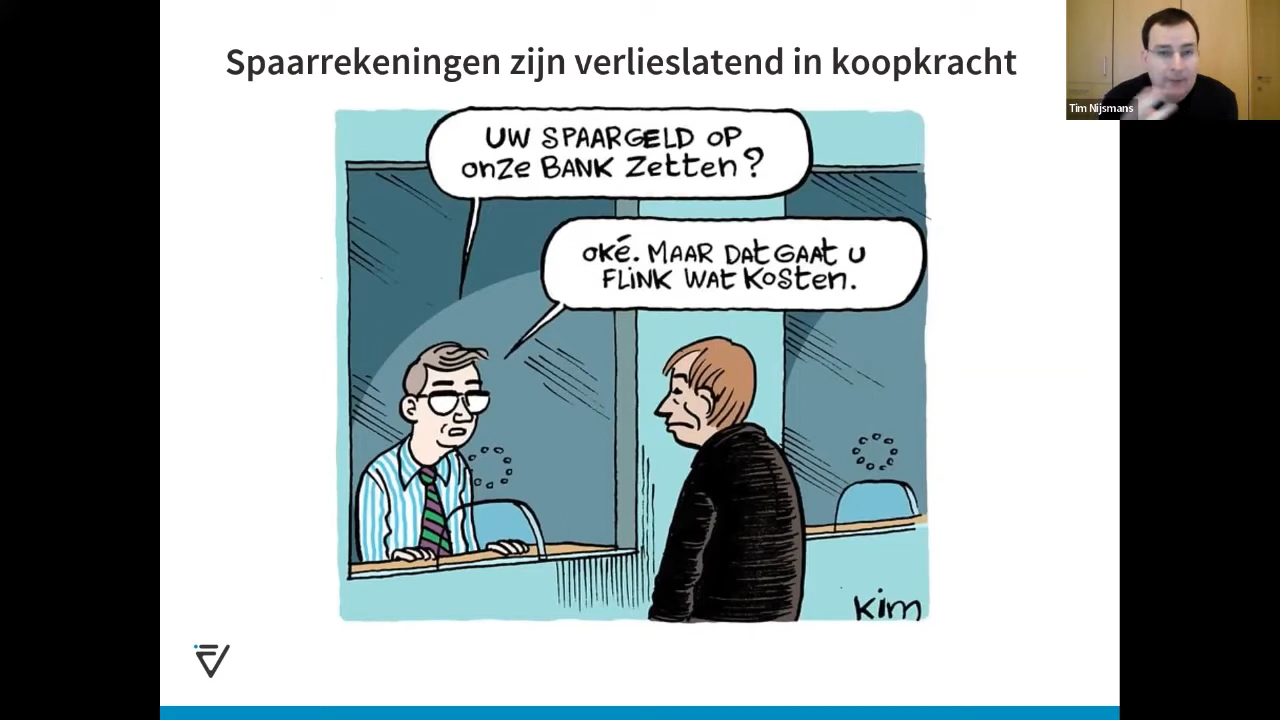 Spaarrekeningen zijn verlieslatend in koopkracht
Tim Nijsmans
UW SPAARGELD OP
onze BANK zetten?
oké. MAAR DAt GAAt U
FLINK WAt Kosten.
Kim